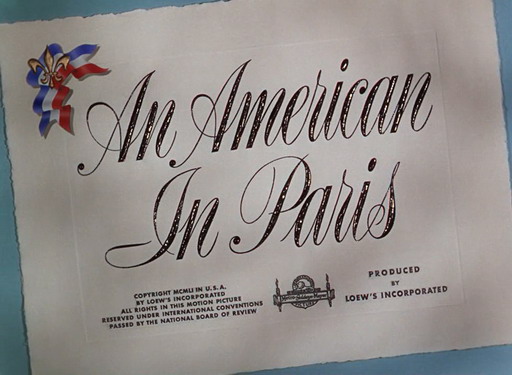 An American
In Paris
COPYRIGHT MCMLI IN U.S.A.
BY LOEW'S INCORPORATED
ALL RIGHTS IN THIS MOTION PICTURE
RESERVED UNDER INTERNATIONAL CONVENTIONS
PASSED BY THE NATIONAL BOARD OF REVIEW
PRODUCED
BY
LOEW'S INCORPORATED